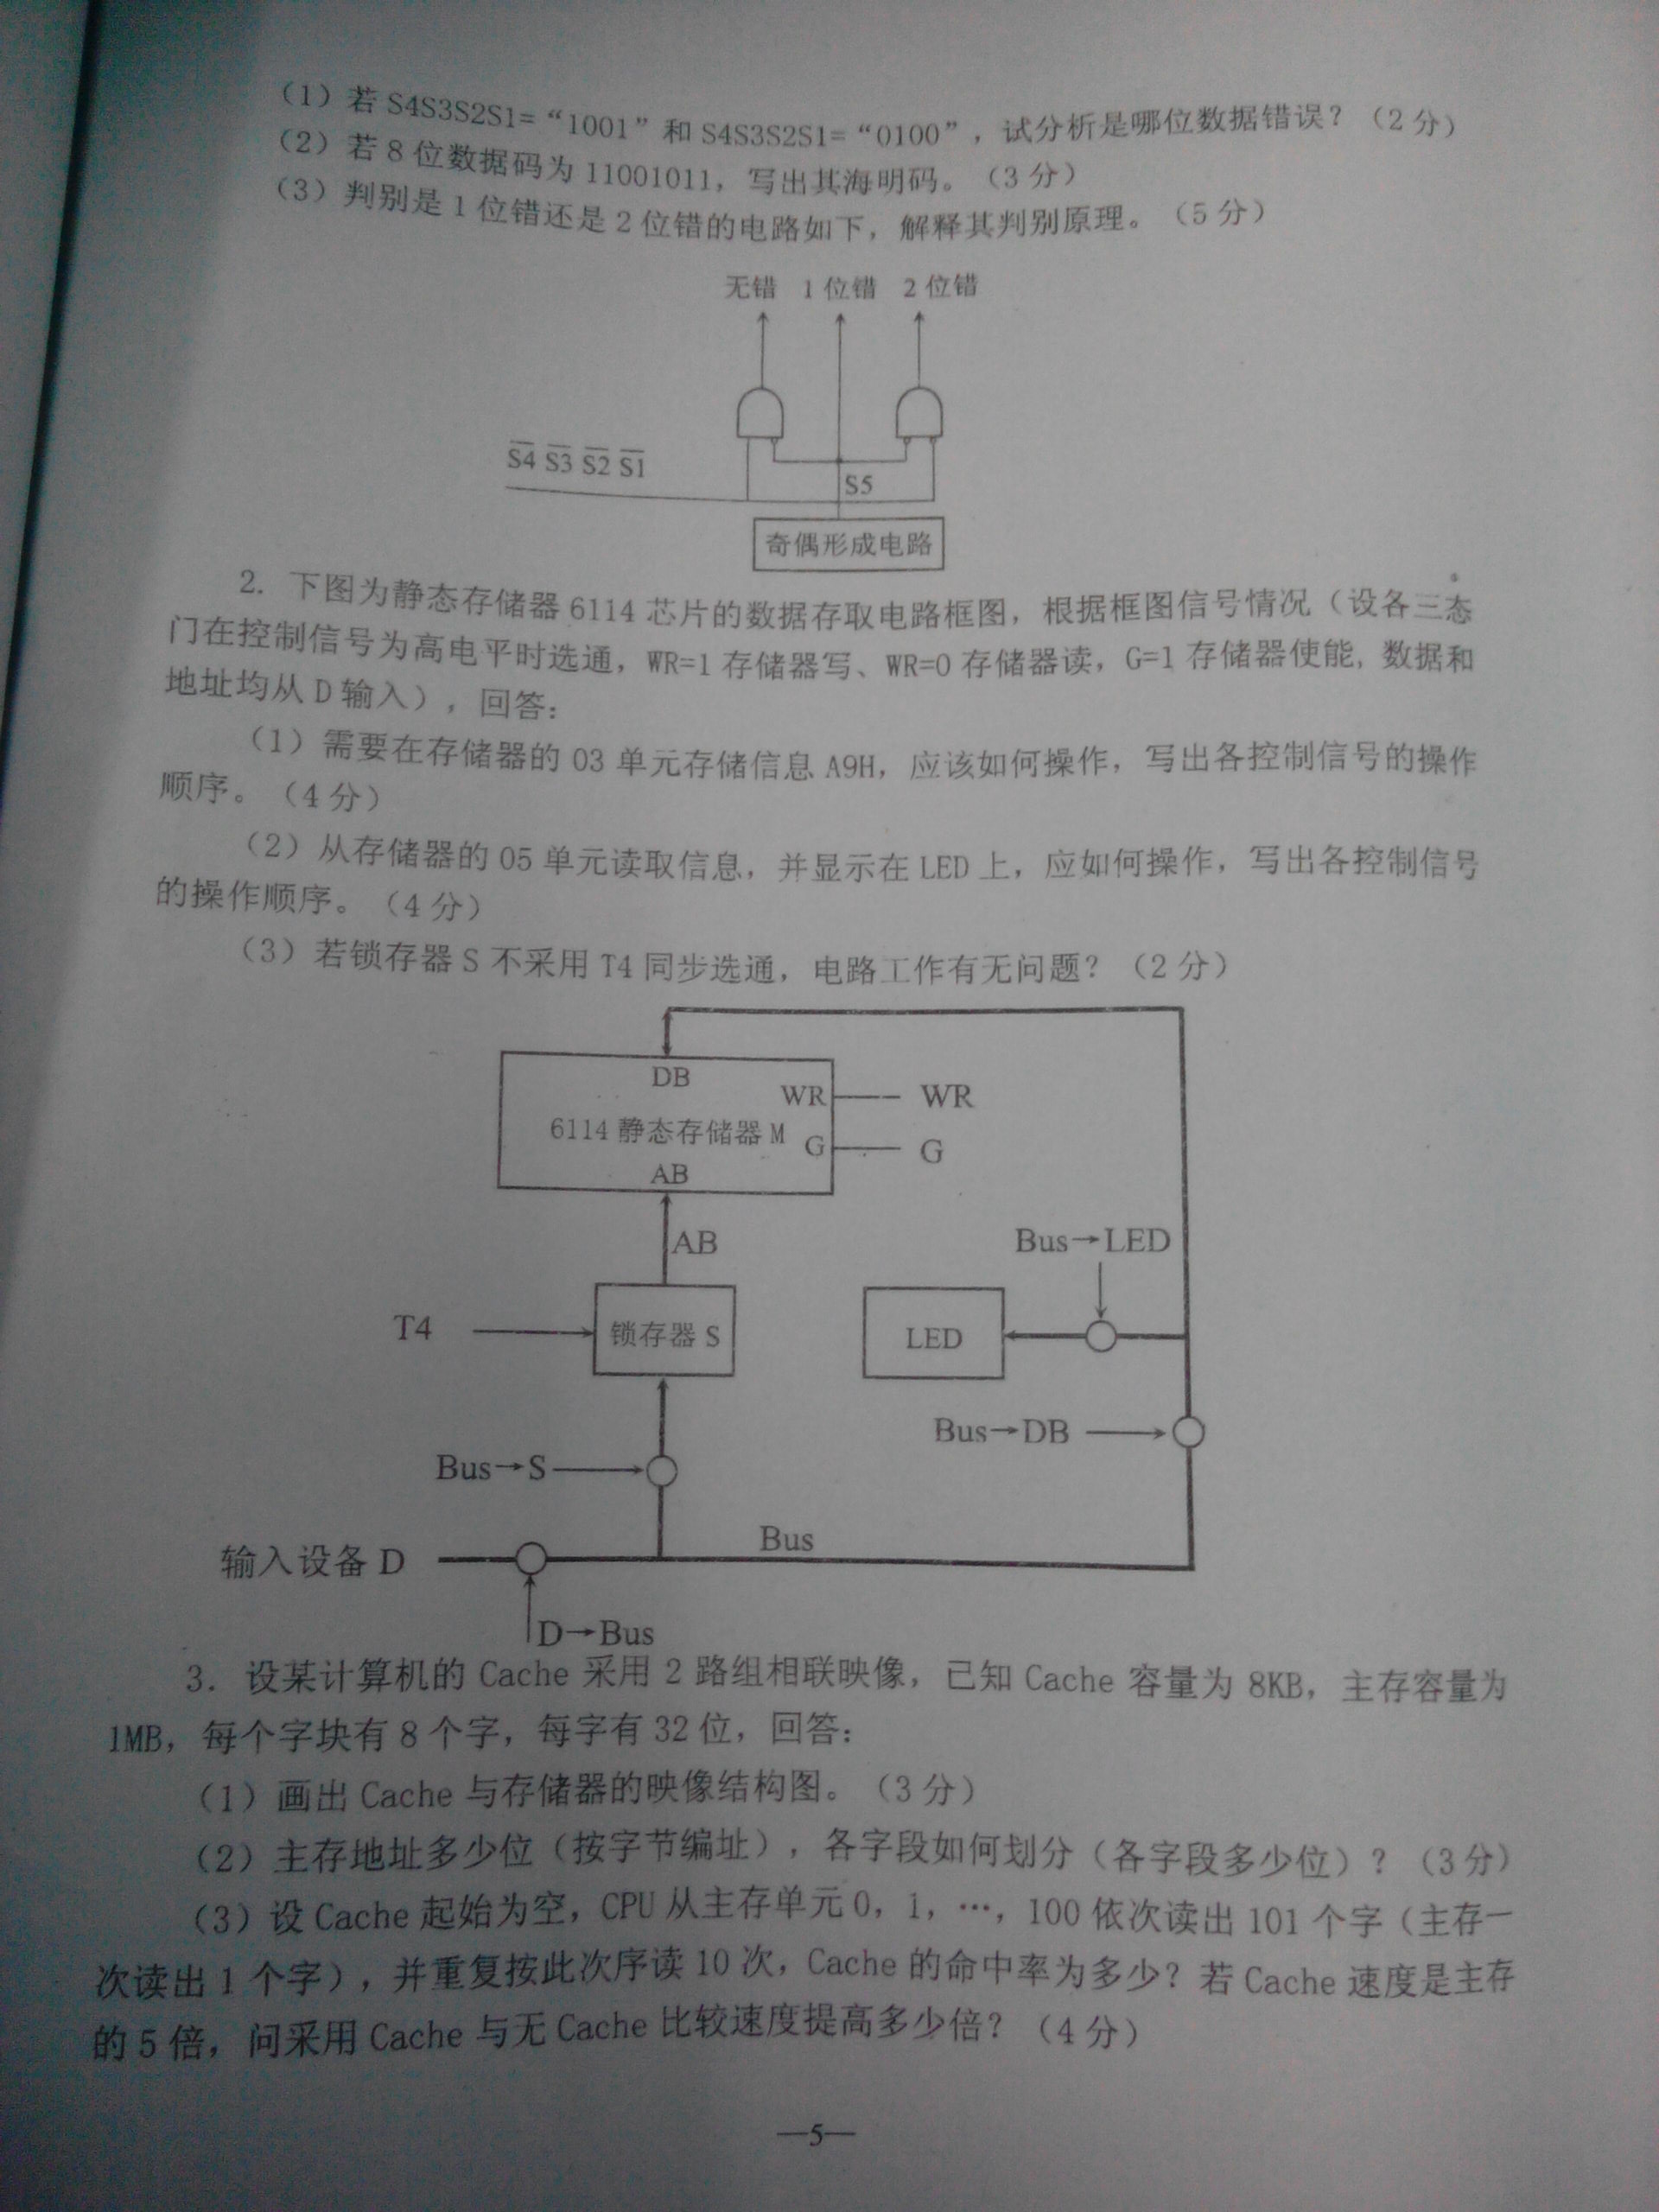 (1) 若 S4S3S2S1= “1001” 和 S4S3S2S1= “0100” , 试分析是哪位数据错误? (2 分)
(2) 若 8 位数据码为 11001011, 写出其海明码。(3 分)
(3) 判别是 1 位错还是 2 位错的电路如下, 解释其判别原理。(5 分)
无错 1 位错 2 位错
S4 S3 S2 S1
S5
奇偶形成电路
2. 下图为静态存储器 6114 芯片的数据存取电路框图, 根据框图信号情况 (设各三态
门在控制信号为高电平时选通, WR=1 存储器写、WR=0 存储器读, G=1 存储器使能, 数据和
地址均从 D 输入) , 回答:
(1) 需要在存储器的 03 单元存储信息 A9H, 应该如何操作, 写出各控制信号的操作
顺序。(4 分)
(2) 从存储器的 05 单元读取信息, 并显示在 LED 上, 应如何操作, 写出各控制信号
的操作顺序。(4 分)
(3) 若锁存器 S 不采用 T4 同步选通, 电路工作有无问题? (2 分)
DB
WR WR
6114 静态存储器 M
G G
AB
AB
Bus→LED
T4
锁存器 S
LED
Bus→DB
Bus→S
Bus
输入设备 D
D→Bus
3. 设某计算机的 Cache 采用 2 路组相联映像, 已知 Cache 容量为 8KB, 主存容量为
1MB, 每个字块有 8 个字, 每字有 32 位, 回答:
(1) 画出 Cache 与存储器的映像结构图。(3 分)
(2) 主存地址多少位 (按字节编址) , 各字段如何划分 (各字段多少位) ? (3 分)
(3) 设 Cache 起始为空, CPU 从主存单元 0, 1, …, 100 依次读出 101 个字 (主存一
次读出 1 个字) , 并重复按此次序读 10 次, Cache 的命中率为多少? 若 Cache 速度是主存
的 5 倍, 问采用 Cache 与无 Cache 比较速度提高多少倍? (4 分)
—5—